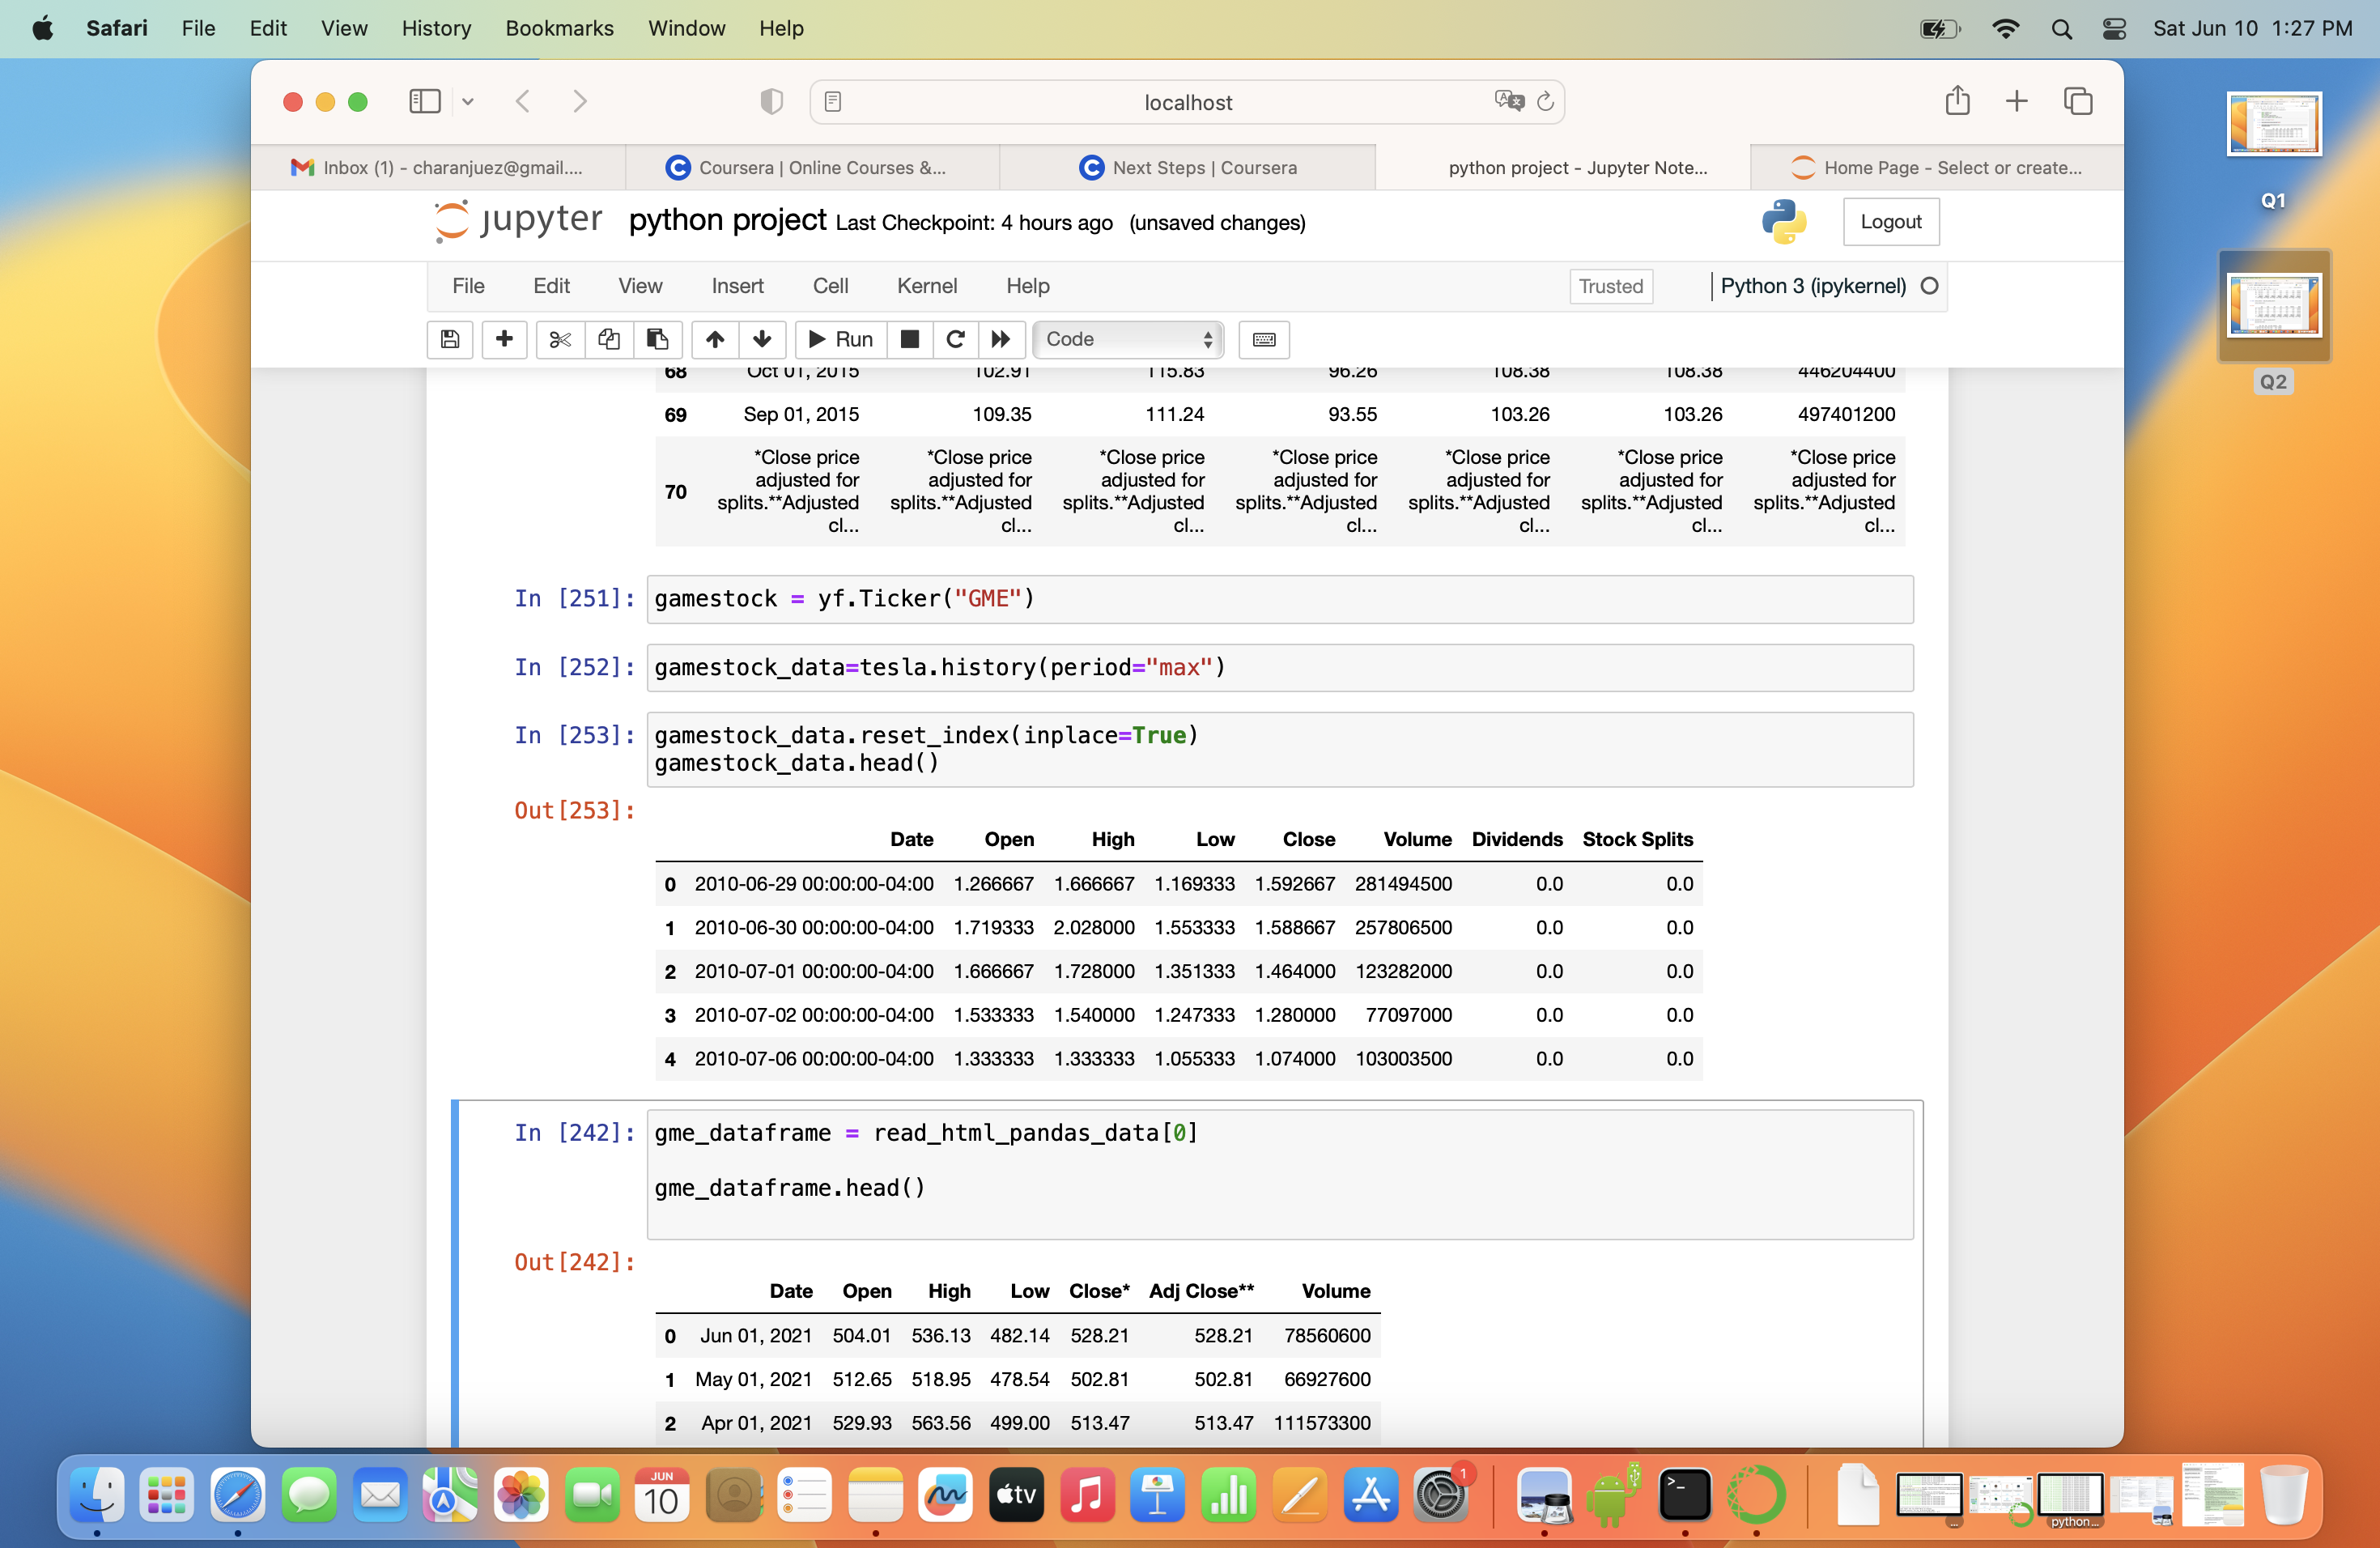 Safari File Edit View History Bookmarks Window Help Sat Jun 10 1:27 PM
localhost
Inbox (1) - charanjuez@gmail.... Coursera | Online Courses &... Next Steps | Coursera python project - Jupyter Note... Home Page - Select or create...
jupyter python project Last Checkpoint: 4 hours ago (unsaved changes) Logout
File Edit View Insert Cell Kernel Help Trusted Python 3 (ipykernel)
Run Code
68 Oct 01, 2015 102.91 115.83 96.26 108.38 108.38 446204400
69 Sep 01, 2015 109.35 111.24 93.55 103.26 103.26 497401200
*Close price *Close price *Close price *Close price *Close price *Close price *Close price
adjusted for adjusted for adjusted for adjusted for adjusted for adjusted for adjusted for
70
splits.**Adjusted splits.**Adjusted splits.**Adjusted splits.**Adjusted splits.**Adjusted splits.**Adjusted splits.**Adjusted
cl... cl... cl... cl... cl... cl... cl...
In [251]: gamestock = yf.Ticker("GME")
In [252]: gamestock_data=tesla.history(period="max")
In [253]: gamestock_data.reset_index(inplace=True)
gamestock_data.head()
Out[253]:
Date Open High Low Close Volume Dividends Stock Splits
0 2010-06-29 00:00:00-04:00 1.266667 1.666667 1.169333 1.592667 281494500 0.0 0.0
1 2010-06-30 00:00:00-04:00 1.719333 2.028000 1.553333 1.588667 257806500 0.0 0.0
2 2010-07-01 00:00:00-04:00 1.666667 1.728000 1.351333 1.464000 123282000 0.0 0.0
3 2010-07-02 00:00:00-04:00 1.533333 1.540000 1.247333 1.280000 77097000 0.0 0.0
4 2010-07-06 00:00:00-04:00 1.333333 1.333333 1.055333 1.074000 103003500 0.0 0.0
In [242]: gme_dataframe = read_html_pandas_data[0]
gme_dataframe.head()
Out[242]:
Date Open High Low Close* Adj Close** Volume
0 Jun 01, 2021 504.01 536.13 482.14 528.21 528.21 78560600
1 May 01, 2021 512.65 518.95 478.54 502.81 502.81 66927600
2 Apr 01, 2021 529.93 563.56 499.00 513.47 513.47 111573300
Q1
Q2
JUN
10
tv
1
>_
...
python...